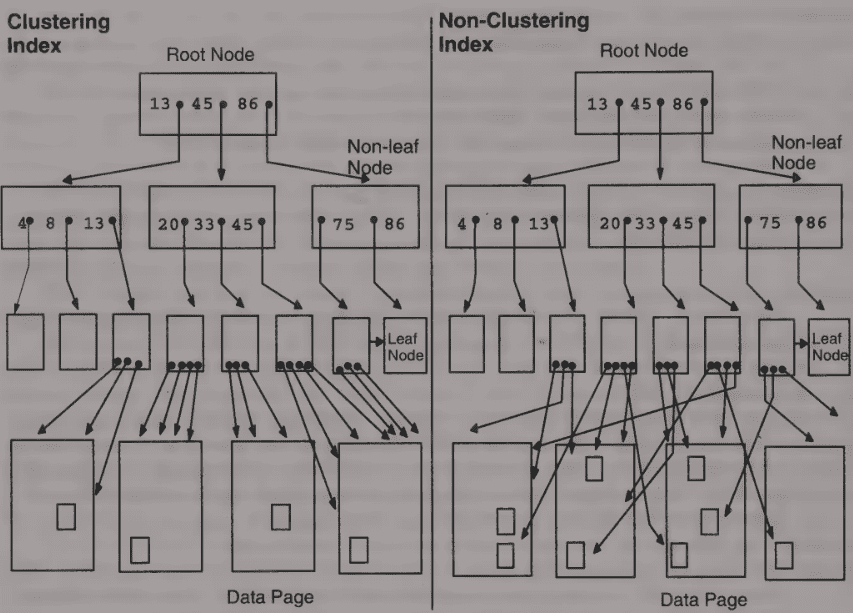 Clustering
Index
Root Node
13 45 86
Non-leaf
Node
4 8 13
20 33 45
75 86
Leaf
Node
Data Page
Non-Clustering
Index
Root Node
13 45 86
Non-leaf
Node
4 8 13
20 33 45
75 86
Leaf
Node
Data Page